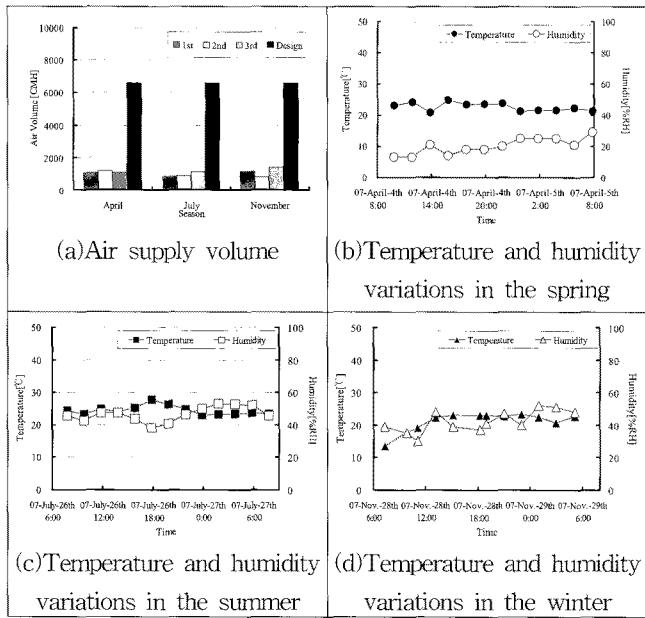 1st 2nd 3rd Design
10000
8000
6000
4000
2000
0
Air Volume [CMH]
April July November
Season
(a)Air supply volume
Temperature Humidity
50
40
30
20
10
0
Temperature[℃]
100
80
60
40
20
0
Humidity[%RH]
07-April-4th 07-April-4th 07-April-4th 07-April-5th 07-April-5th
8:00 14:00 20:00 2:00 8:00
Time
(b)Temperature and humidity
variations in the spring
Temperature Humidity
50
40
30
20
10
0
Temperature[℃]
100
80
60
40
20
0
Humidity[%RH]
07-July-26th 07-July-26th 07-July-26th 07-July-27th 07-July-27th
6:00 12:00 18:00 0:00 6:00
Time
(c)Temperature and humidity
variations in the summer
Temperature Humidity
50
40
30
20
10
0
Temperature[℃]
100
80
60
40
20
0
Humidity[%RH]
07-Nov.-28th 07-Nov.-28th 07-Nov.-28th 07-Nov.-29th 07-Nov.-29th
6:00 12:00 18:00 0:00 6:00
Time
(d)Temperature and humidity
variations in the winter